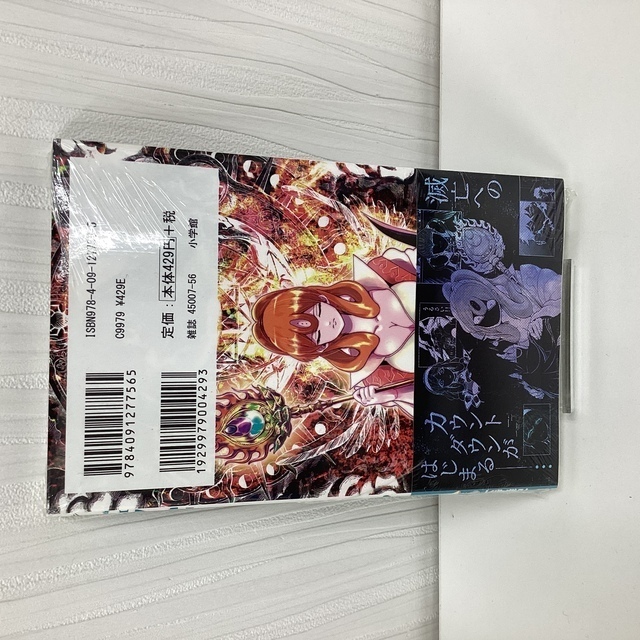 ISBN978-4-09-127756-5
C9979 ¥429E
定価：本体429円+税
雑誌 45007-56
小学館
9784091277565
1929979004293
滅亡への
カウント
ダウンが
はじまる
……